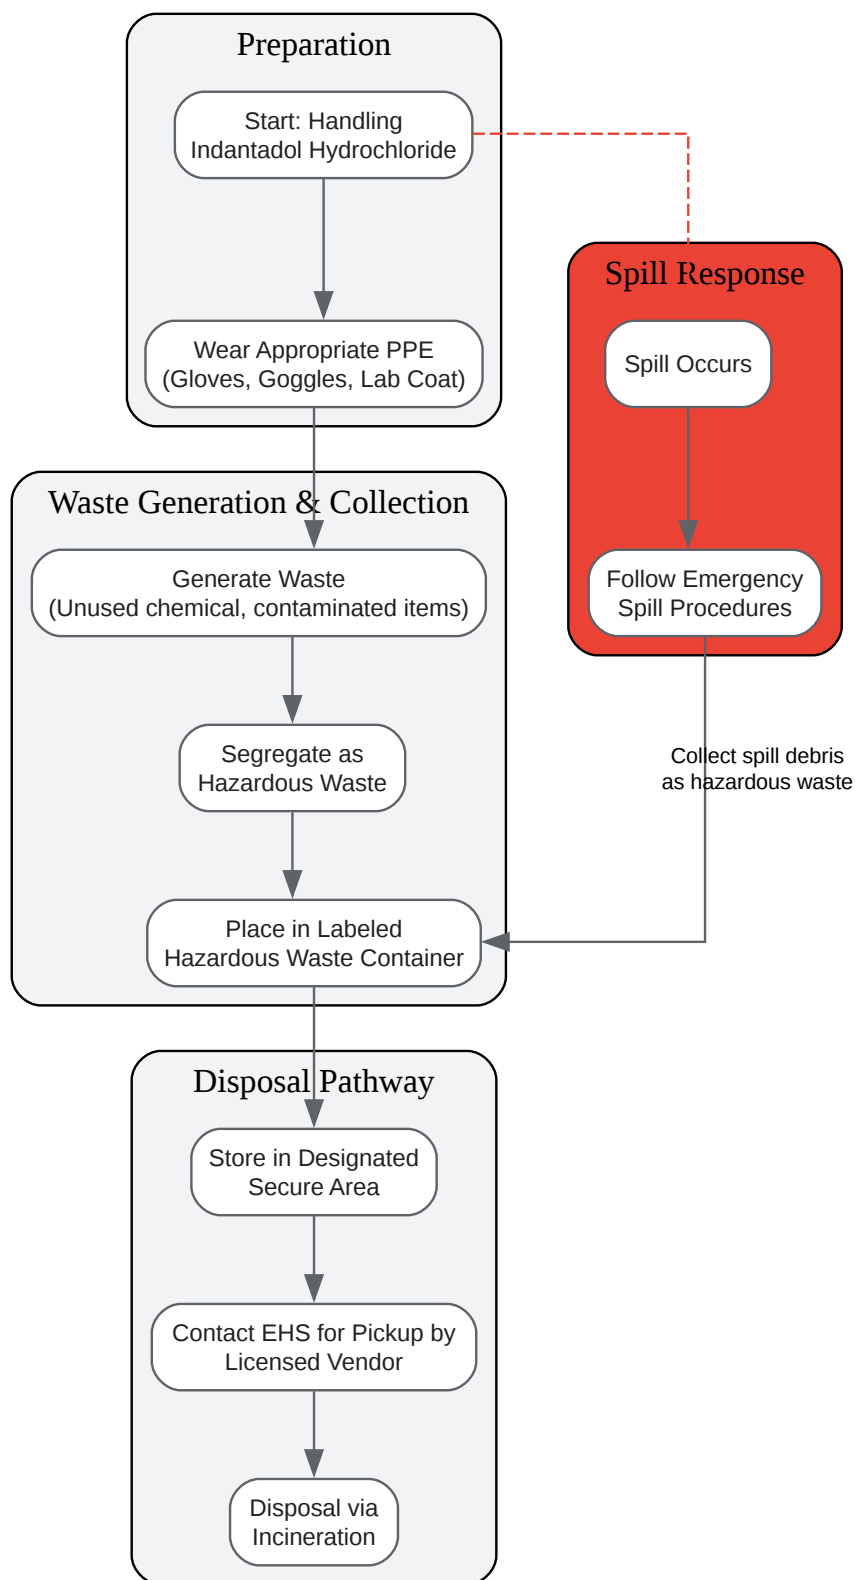 Preparation
Start: Handling
Indantadol Hydrochloride
Wear Appropriate PPE
(Gloves, Goggles, Lab Coat)
Spill Response
Spill Occurs
Follow Emergency
Spill Procedures
Collect spill debris
as hazardous waste
Waste Generation & Collection
Generate Waste
(Unused chemical, contaminated items)
Segregate as
Hazardous Waste
Place in Labeled
Hazardous Waste Container
Disposal Pathway
Store in Designated
Secure Area
Contact EHS for Pickup by
Licensed Vendor
Disposal via
Incineration